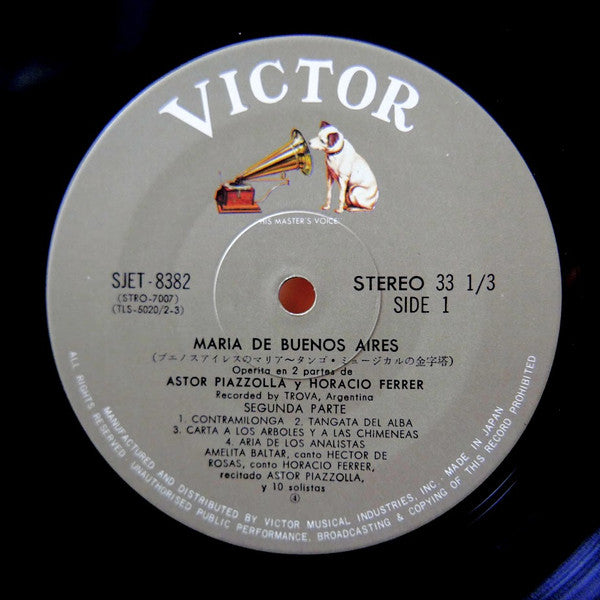 VICTOR
"HIS MASTER'S VOICE"
SJET-8382
(STRO-7007)
(TLS-5020/2-3)
STEREO 33 1/3
SIDE 1
MARIA DE BUENOS AIRES
(ブエノスアイレスのマリア〜タンゴ・ミュージカルの金字塔)
Operita en 2 partes de
ASTOR PIAZZOLLA y HORACIO FERRER
Recorded by TROVA, Argentina
SEGUNDA PARTE
1. CONTRAMILONGA 2. TANGATA DEL ALBA
3. CARTA A LOS ARBOLES Y A LAS CHIMENEAS
4. ARIA DE LOS ANALISTAS
AMELITA BALTAR, canto HECTOR DE
ROSAS, canto HORACIO FERRER,
recitado ASTOR PIAZZOLLA,
y 10 solistas
④
MANUFACTURED AND DISTRIBUTED BY VICTOR MUSICAL INDUSTRIES, INC., MADE IN JAPAN
ALL RIGHTS RESERVED. UNAUTHORISED PUBLIC PERFORMANCE, BROADCASTING & COPYING OF THIS RECORD PROHIBITED